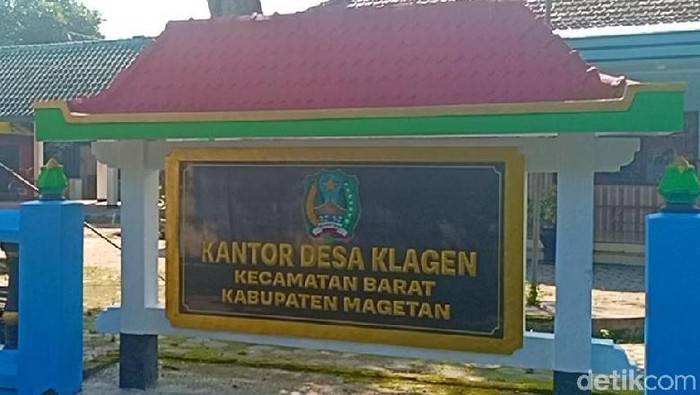 KANTOR DESA KLAGEN
KECAMATAN BARAT
KABUPATEN MAGETAN
detikcom